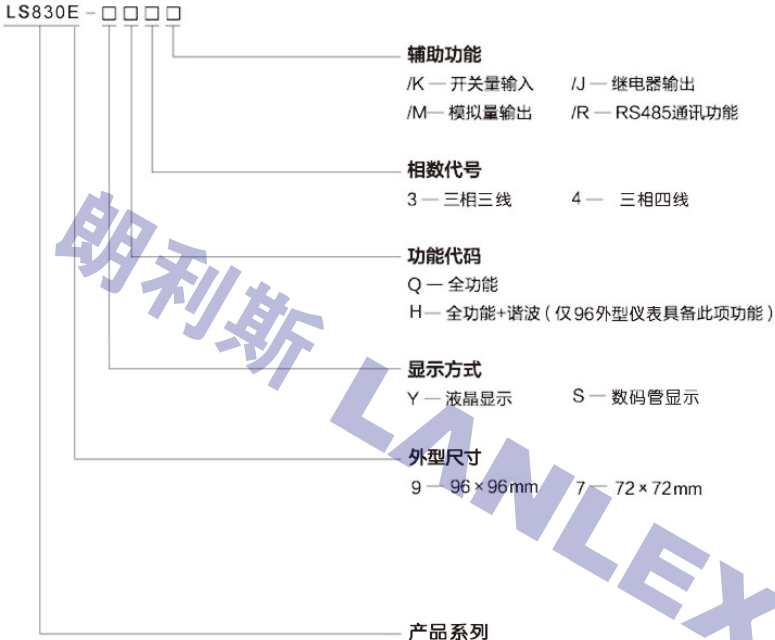 LS830E-□□□□
辅助功能
/K — 开关量输入 /J — 继电器输出
/M— 模拟量输出 /R — RS485通讯功能
相数代号
3 — 三相三线 4 — 三相四线
功能代码
Q — 全功能
H— 全功能+谐波(仅96外型仪表具备此项功能)
显示方式
Y — 液晶显示 S — 数码管显示
外型尺寸
9 — 96×96mm 7— 72×72mm
产品系列
朗利斯 LANLEX